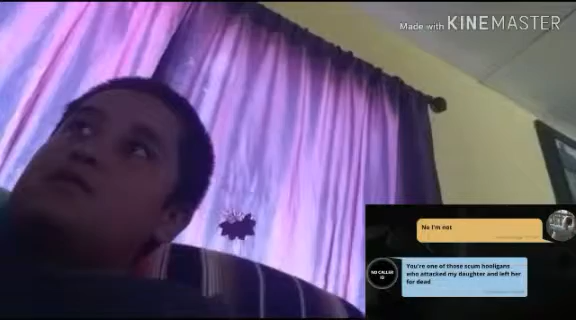 Made with KINEMASTER
No I'm not
NO CALLER
ID
You're one of those scum hooligans
who attacked my daughter and left her
for dead